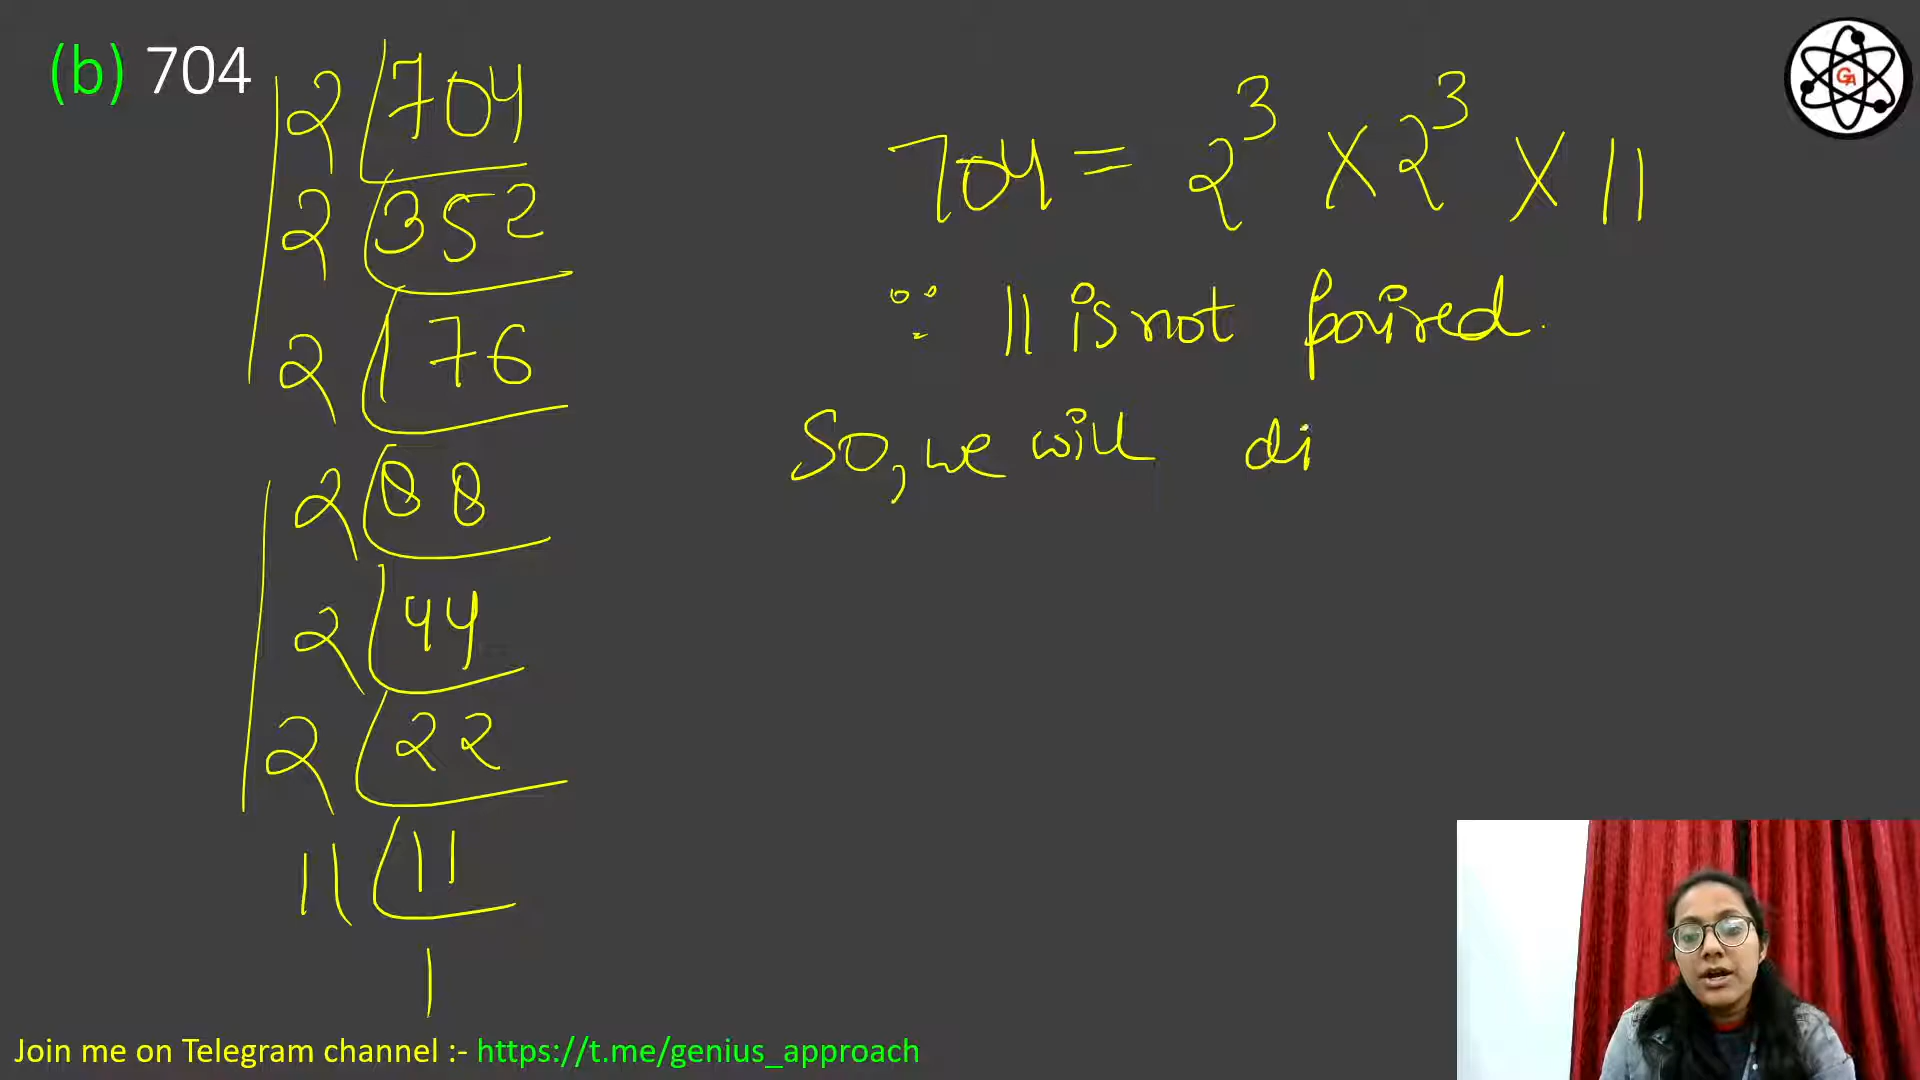 (b) 704
2 | 704
2 | 352
2 | 176
2 | 88
2 | 44
2 | 22
11 | 11
1
704 = 2³ × 2³ × 11
∵ 11 is not paired.
So, we will di
GA
Join me on Telegram channel :- https://t.me/genius_approach